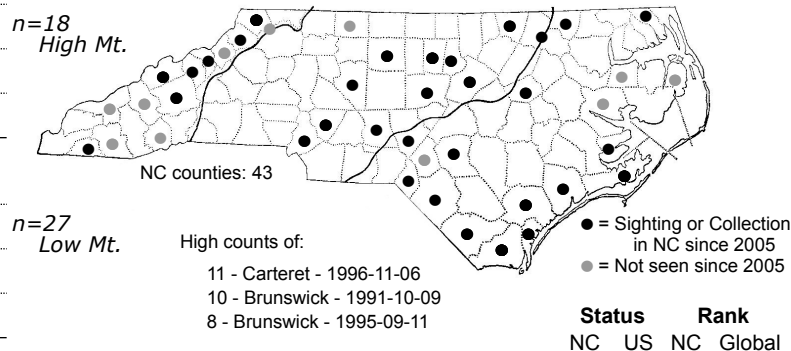 n=18
High Mt.
NC counties: 43
n=27
Low Mt.
High counts of:
11 - Carteret - 1996-11-06
10 - Brunswick - 1991-10-09
8 - Brunswick - 1995-09-11
= Sighting or Collection
in NC since 2005
= Not seen since 2005
Status Rank
NC US NC Global